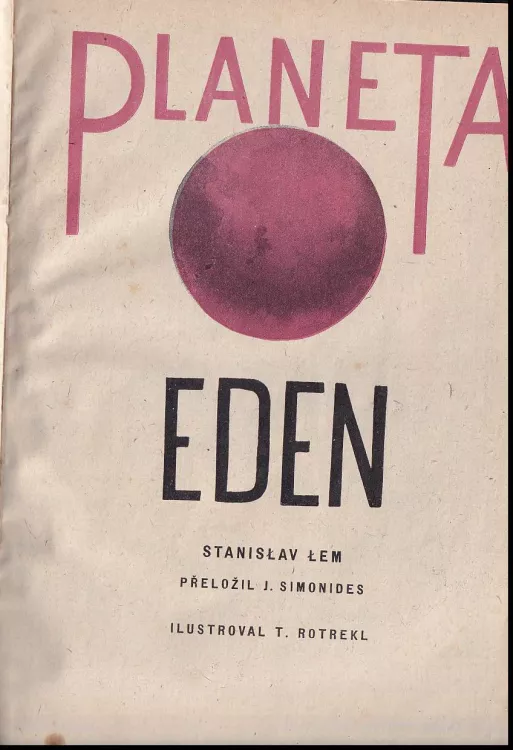 PLANETA
EDEN
STANISŁAV ŁEM
PŘELOŽIL J. SIMONIDES
ILUSTROVAL T. ROTREKL